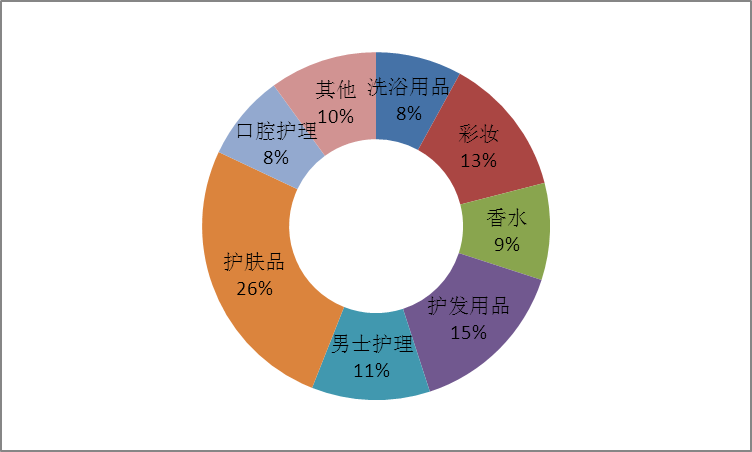 洗浴用品
8%
彩妆
13%
香水
9%
护发用品
15%
男士护理
11%
护肤品
26%
口腔护理
8%
其他
10%